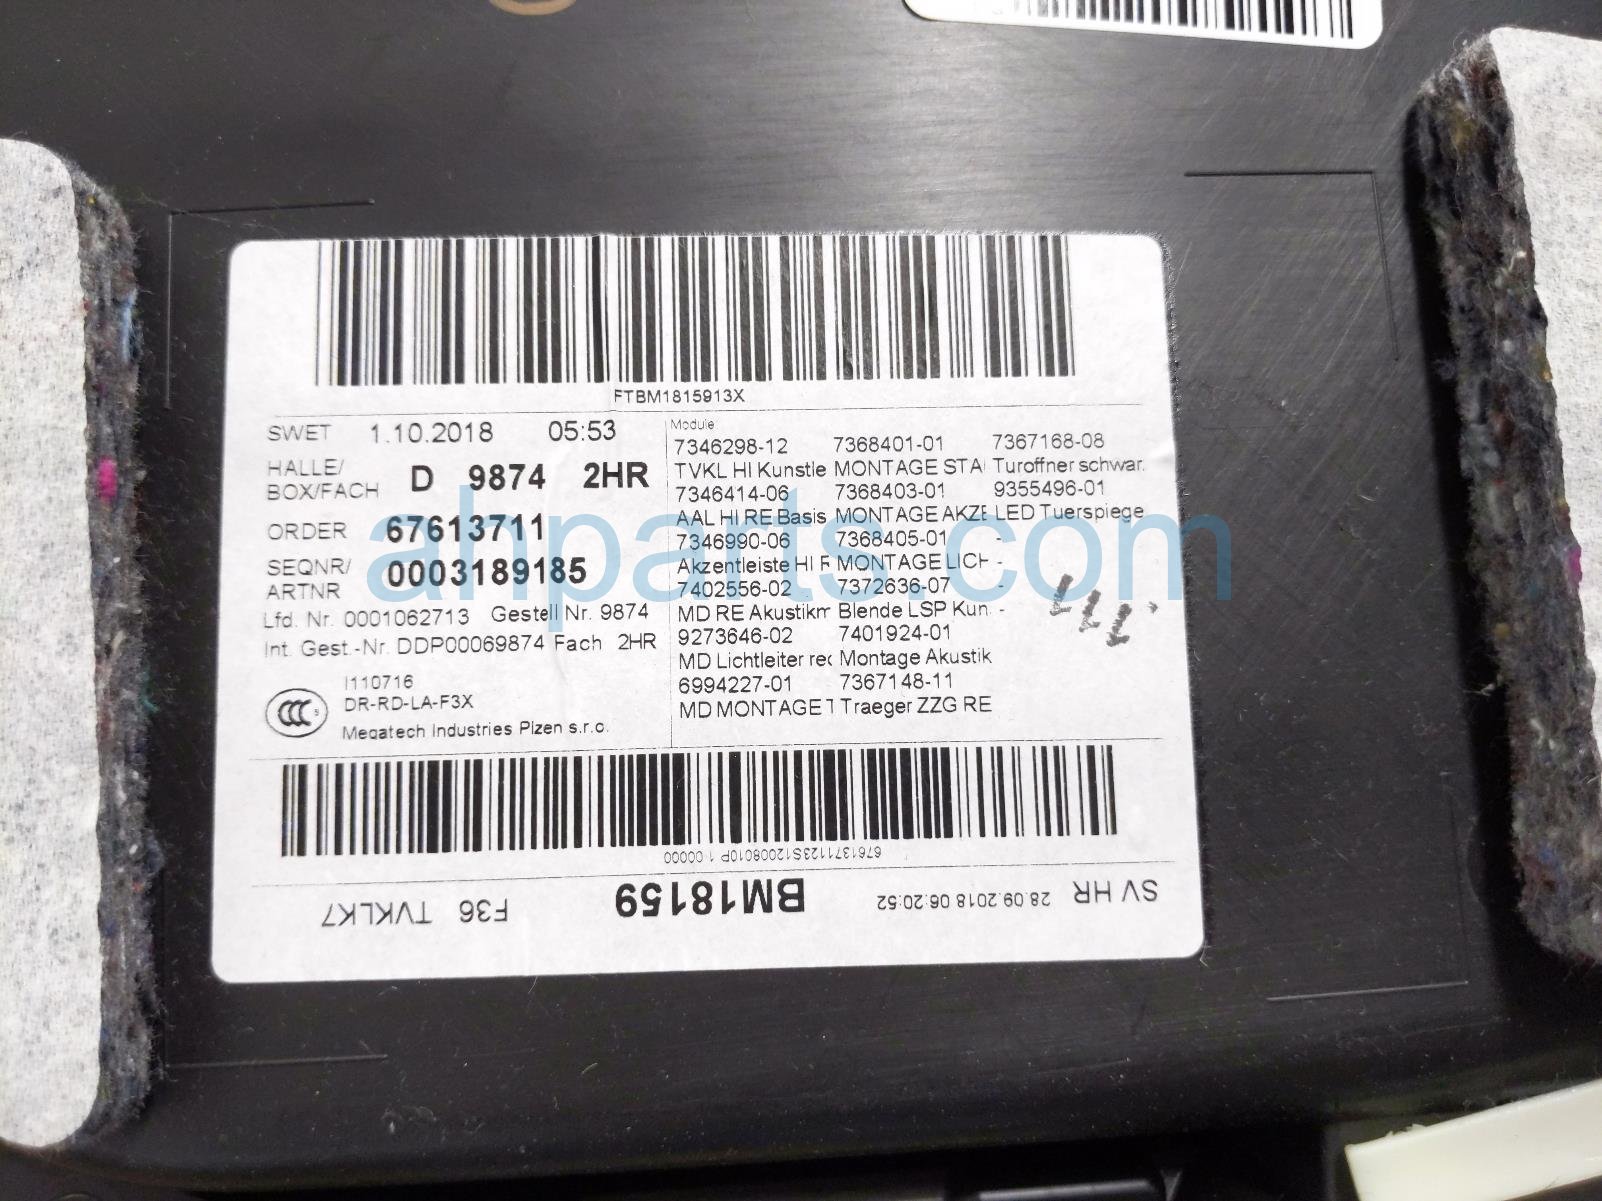 FTBM1815913X
SWET 1.10.2018 05:53
HALLE/
BOX/FACH D 9874 2HR
ORDER 67613711
SEQNR/
ARTNR 0003189185
Lfd. Nr. 0001062713 Gestell Nr. 9874
Int. Gest.-Nr. DDP00069874 Fach 2HR
I110716
DR-RD-LA-F3X
CCC S
Megatech Industries Plzen s.r.o.
Module
7346298-12 7368401-01 7367168-08
TVKL HI Kunstle MONTAGE STA Turoffner schwar.
7346414-06 7368403-01 9355496-01
AAL HI RE Basis MONTAGE AKZE LED Tuerspiege
7346990-06 7368405-01 -
Akzentleiste HI F MONTAGE LICH -
7402556-02 7372636-07 -
MD RE Akustikm Blende LSP Kun. -
9273646-02 7401924-01
MD Lichtleiter rec Montage Akustik
6994227-01 7367148-11
MD MONTAGE T Traeger ZZG RE
ahparts.com
6761371123S12008010P 1 00000
SV HR 28.09.2018 06:20:52 BM18159 F36 TVKLK7